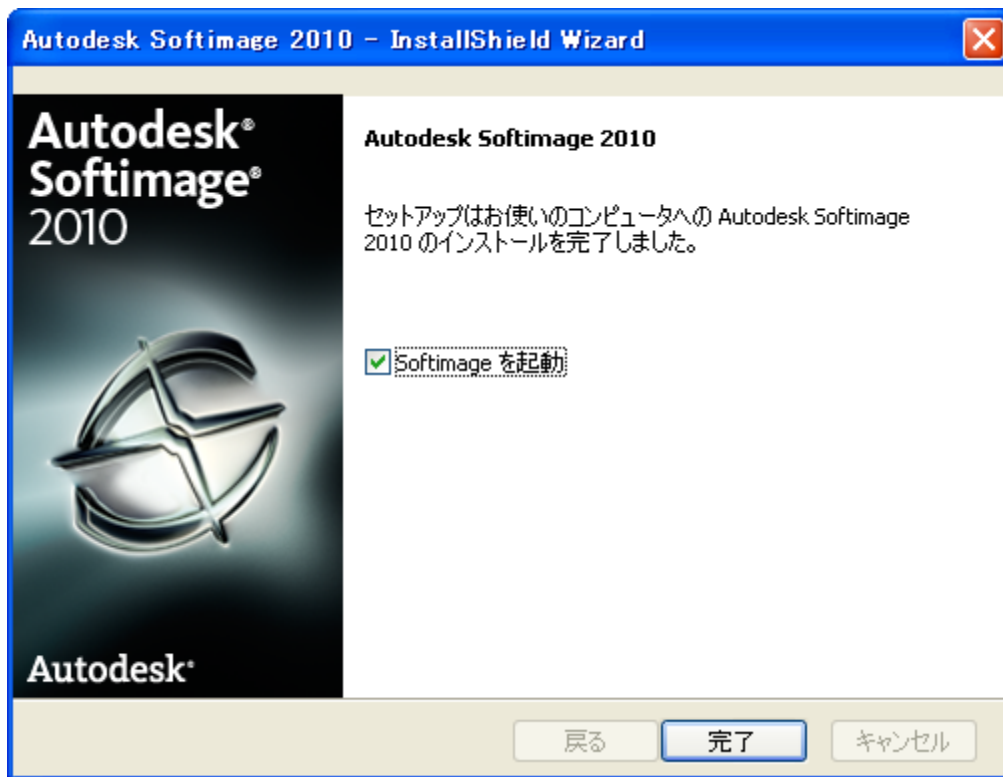 Autodesk Softimage 2010 - InstallShield Wizard
Autodesk®
Softimage®
2010
Autodesk Softimage 2010
セットアップはお使いのコンピュータへの Autodesk Softimage
2010 のインストールを完了しました。
Softimage を起動
Autodesk®
戻る
完了
キャンセル